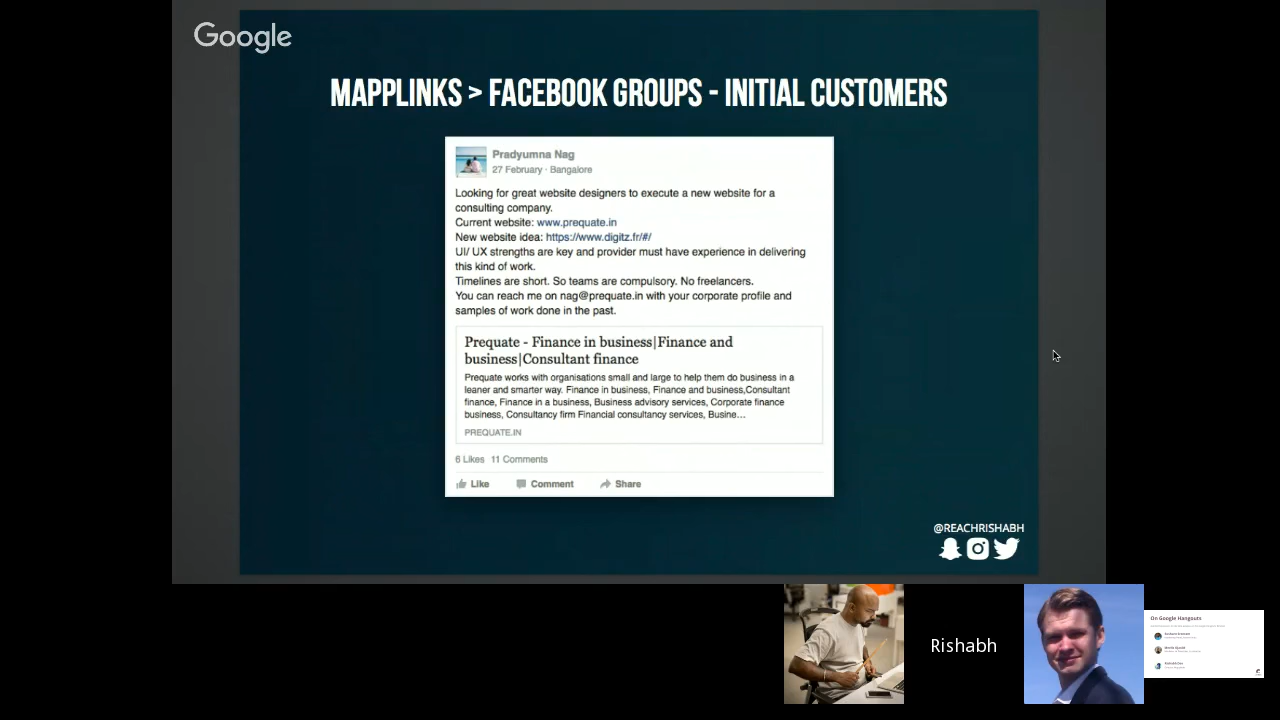 Google
MAPPLINKS > FACEBOOK GROUPS - INITIAL CUSTOMERS
Pradyumna Nag
27 February · Bangalore
Looking for great website designers to execute a new website for a
consulting company.
Current website: www.prequate.in
New website idea: https://www.digitz.fr/#/
UI/ UX strengths are key and provider must have experience in delivering
this kind of work.
Timelines are short. So teams are compulsory. No freelancers.
You can reach me on nag@prequate.in with your corporate profile and
samples of work done in the past.
Prequate - Finance in business|Finance and
business|Consultant finance
Prequate works with organisations small and large to help them do business in a
leaner and smarter way. Finance in business, Finance and business,Consultant
finance, Finance in a business, Business advisory services, Corporate finance
business, Consultancy firm Financial consultancy services, Busine...
PREQUATE.IN
6 Likes 11 Comments
Like Comment Share
@REACHRISHABH
Rishabh
On Google Hangouts